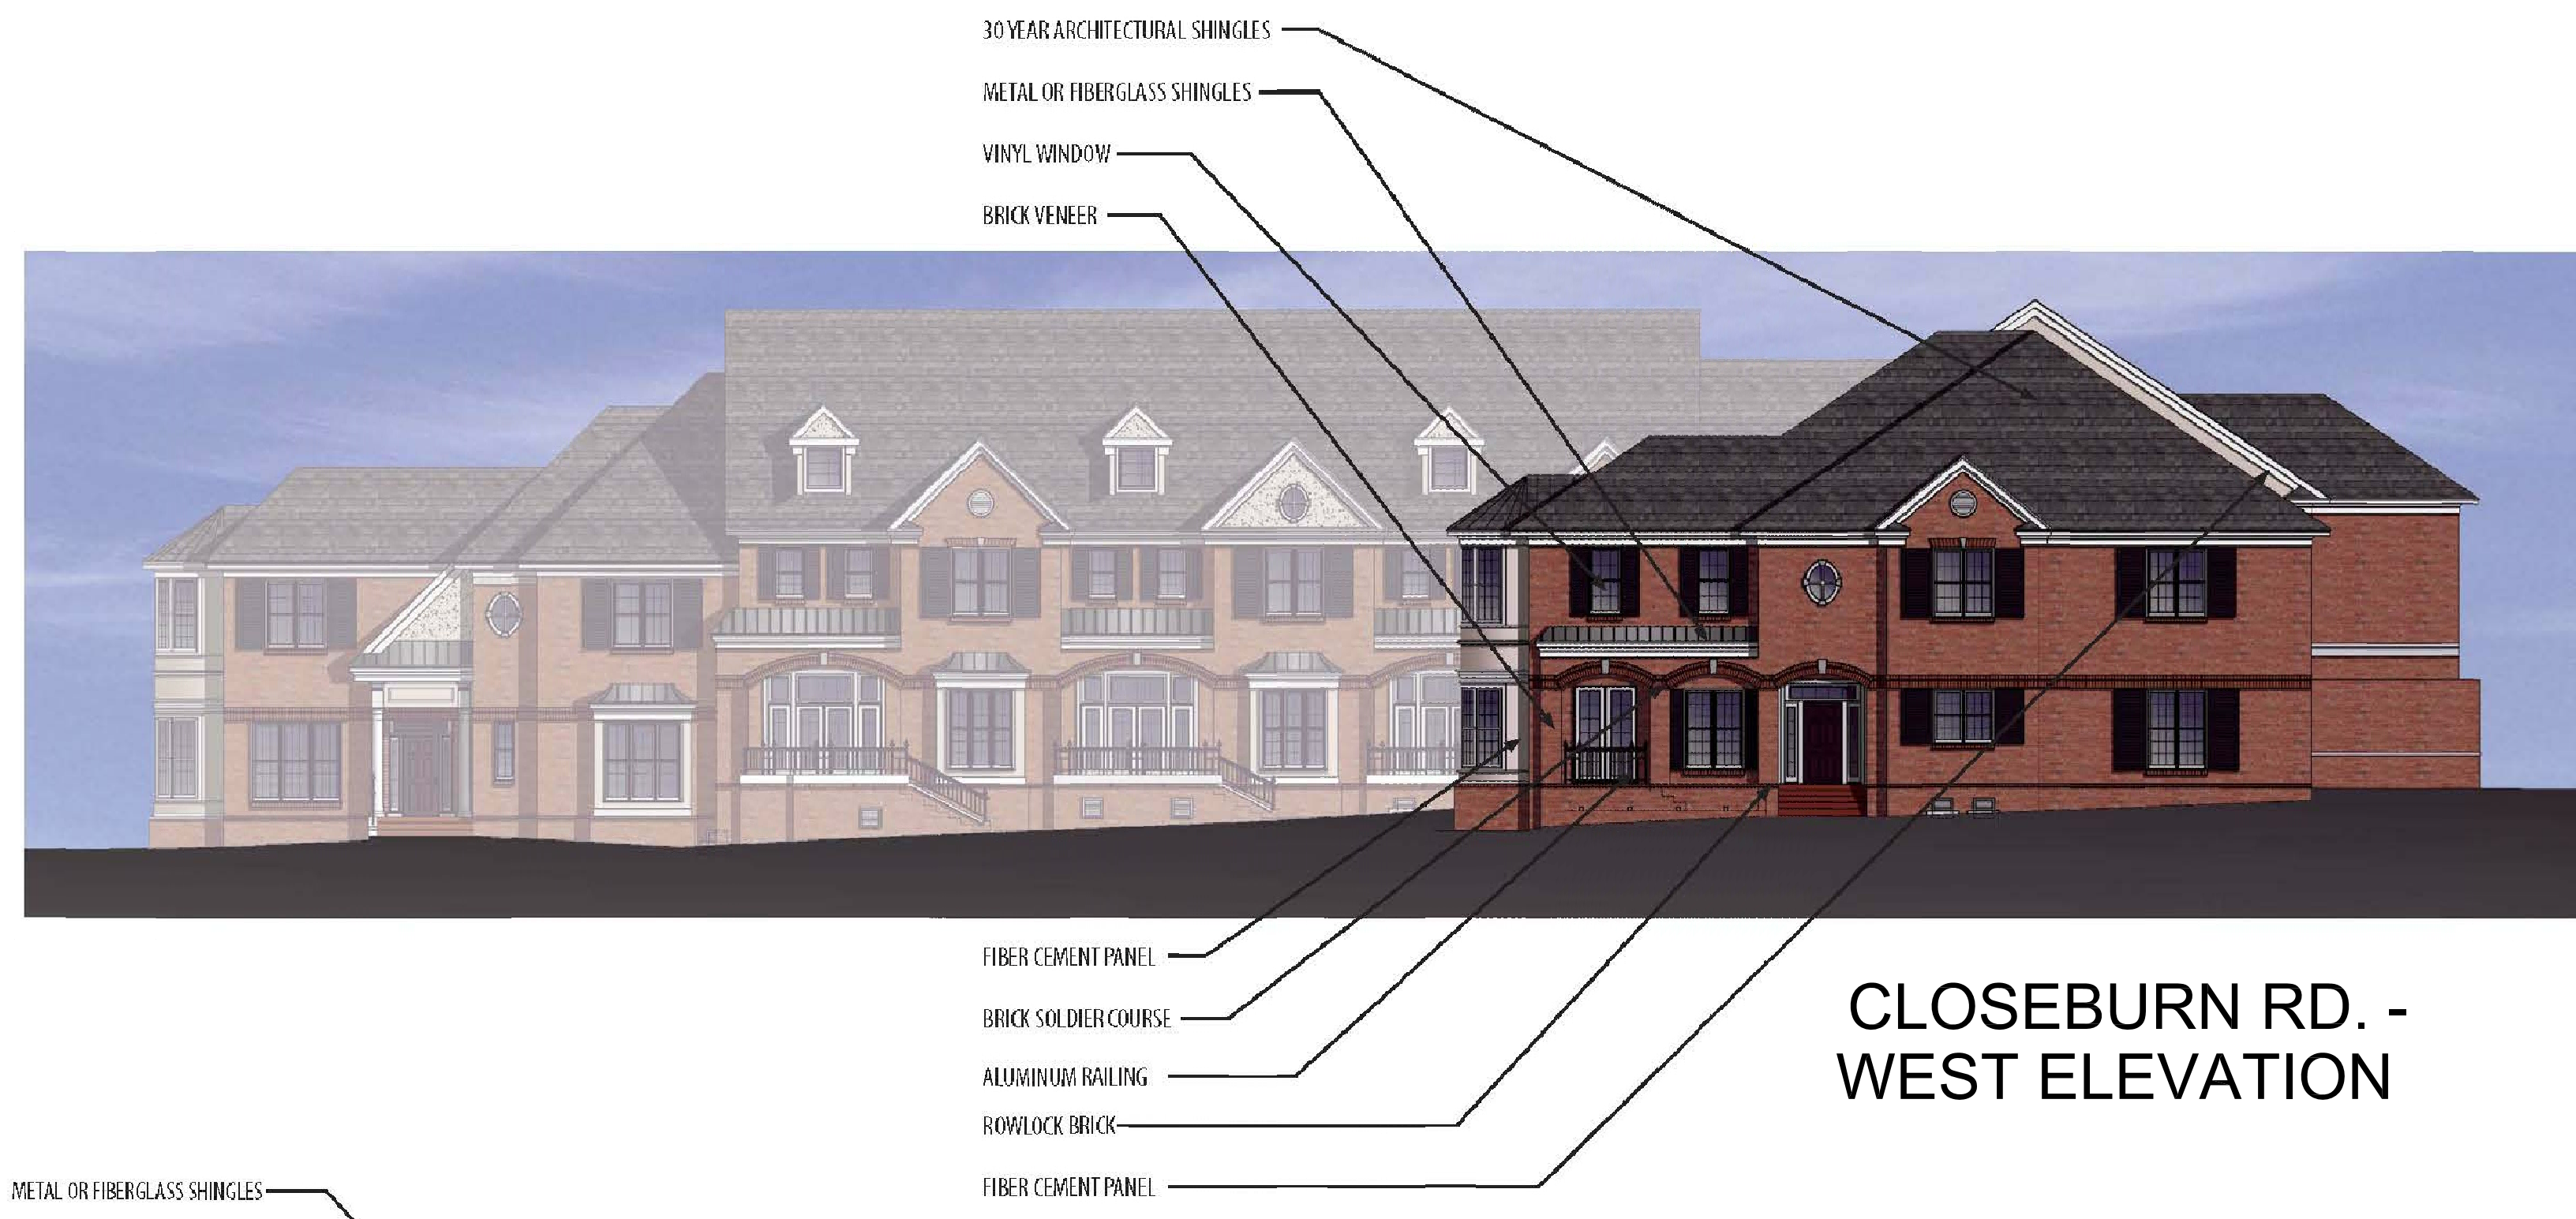 30 YEAR ARCHITECTURAL SHINGLES
METAL OR FIBERGLASS SHINGLES
VINYL WINDOW
BRICK VENEER
FIBER CEMENT PANEL
BRICK SOLDIER COURSE
ALUMINUM RAILING
ROWLOCK BRICK
FIBER CEMENT PANEL
CLOSEBURN RD. -
WEST ELEVATION
METAL OR FIBERGLASS SHINGLES